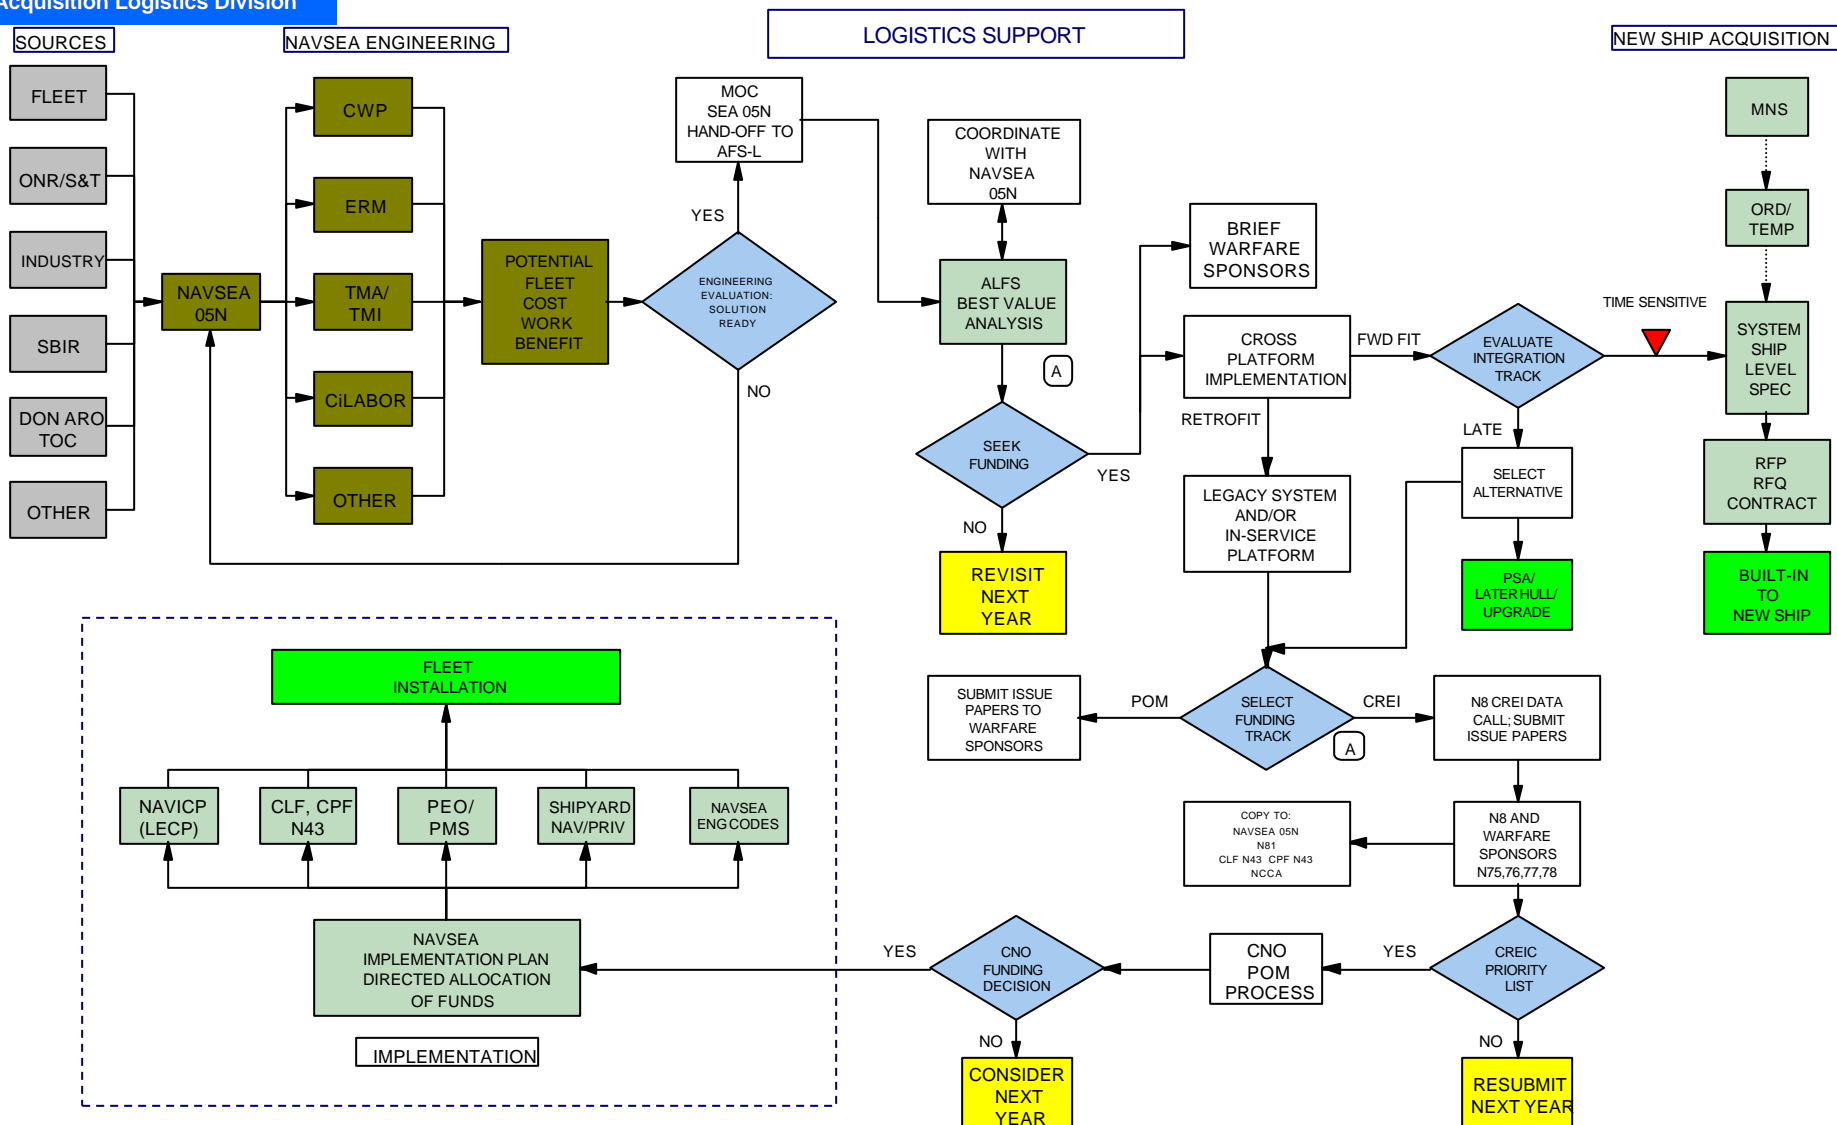 Acquisition Logistics Division
SOURCES
NAVSEA ENGINEERING
LOGISTICS SUPPORT
NEW SHIP ACQUISITION
FLEET
ONR/S&T
INDUSTRY
SBIR
DON ARO
TOC
OTHER
NAVSEA
05N
CWP
ERM
TMA/
TMI
CiLABOR
OTHER
POTENTIAL
FLEET
COST
WORK
BENEFIT
MOC
SEA 05N
HAND-OFF TO
AFS-L
YES
ENGINEERING
EVALUATION:
SOLUTION
READY
NO
COORDINATE
WITH
NAVSEA
05N
ALFS
BEST VALUE
ANALYSIS
A
SEEK
FUNDING
YES
NO
REVISIT
NEXT
YEAR
BRIEF
WARFARE
SPONSORS
CROSS
PLATFORM
IMPLEMENTATION
FWD FIT
RETROFIT
LEGACY SYSTEM
AND/OR
IN-SERVICE
PLATFORM
EVALUATE
INTEGRATION
TRACK
TIME SENSITIVE
LATE
SELECT
ALTERNATIVE
PSA/
LATER HULL/
UPGRADE
MNS
ORD/
TEMP
SYSTEM
SHIP
LEVEL
SPEC
RFP
RFQ
CONTRACT
BUILT-IN
TO
NEW SHIP
SUBMIT ISSUE
PAPERS TO
WARFARE
SPONSORS
POM
SELECT
FUNDING
TRACK
CREI
A
N8 CREI DATA
CALL; SUBMIT
ISSUE PAPERS
COPY TO:
NAVSEA 05N
N81
CLF N43 CPF N43
NCCA
N8 AND
WARFARE
SPONSORS
N75,76,77,78
CREIC
PRIORITY
LIST
YES
NO
RESUBMIT
NEXT YEAR
CNO
POM
PROCESS
CNO
FUNDING
DECISION
YES
NO
CONSIDER
NEXT
YEAR
FLEET
INSTALLATION
NAVICP
(LECP)
CLF, CPF
N43
PEO/
PMS
SHIPYARD
NAV/PRIV
NAVSEA
ENG CODES
NAVSEA
IMPLEMENTATION PLAN
DIRECTED ALLOCATION
OF FUNDS
IMPLEMENTATION